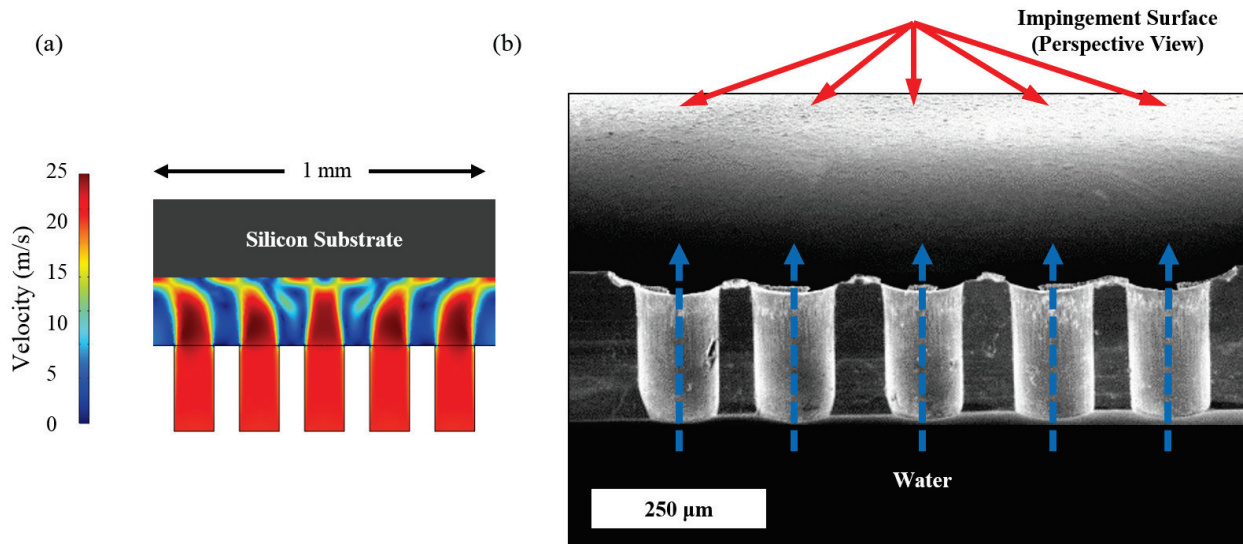 (a)
1 mm
Velocity (m/s)
25
20
15
10
5
0
Silicon Substrate
(b)
Impingement Surface
(Perspective View)
Water
250 μm